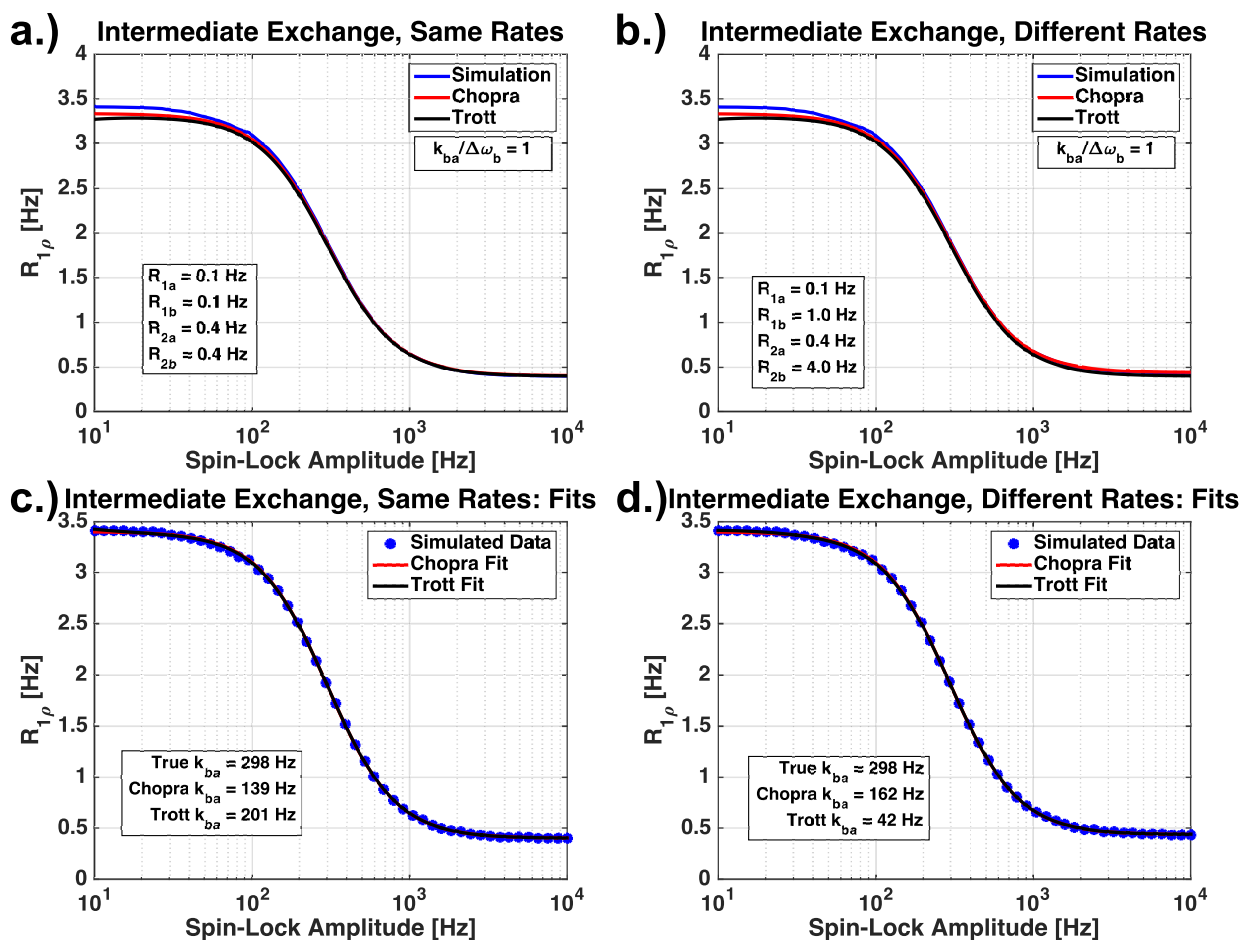 a.) Intermediate Exchange, Same Rates
4
3.5
3
2.5
2
1.5
1
0.5
0
R1ρ [Hz]
Simulation
Chopra
Trott
kba/Δωb = 1
R1a = 0.1 Hz
R1b = 0.1 Hz
R2a = 0.4 Hz
R2b = 0.4 Hz
10^1 10^2 10^3 10^4
Spin-Lock Amplitude [Hz]
b.) Intermediate Exchange, Different Rates
4
3.5
3
2.5
2
1.5
1
0.5
0
R1ρ [Hz]
Simulation
Chopra
Trott
kba/Δωb = 1
R1a = 0.1 Hz
R1b = 1.0 Hz
R2a = 0.4 Hz
R2b = 4.0 Hz
10^1 10^2 10^3 10^4
Spin-Lock Amplitude [Hz]
c.) Intermediate Exchange, Same Rates: Fits
3.5
3
2.5
2
1.5
1
0.5
0
R1ρ [Hz]
Simulated Data
Chopra Fit
Trott Fit
True kba = 298 Hz
Chopra kba = 139 Hz
Trott kba = 201 Hz
10^1 10^2 10^3 10^4
Spin-Lock Amplitude [Hz]
d.) Intermediate Exchange, Different Rates: Fits
3.5
3
2.5
2
1.5
1
0.5
0
R1ρ [Hz]
Simulated Data
Chopra Fit
Trott Fit
True kba = 298 Hz
Chopra kba = 162 Hz
Trott kba = 42 Hz
10^1 10^2 10^3 10^4
Spin-Lock Amplitude [Hz]